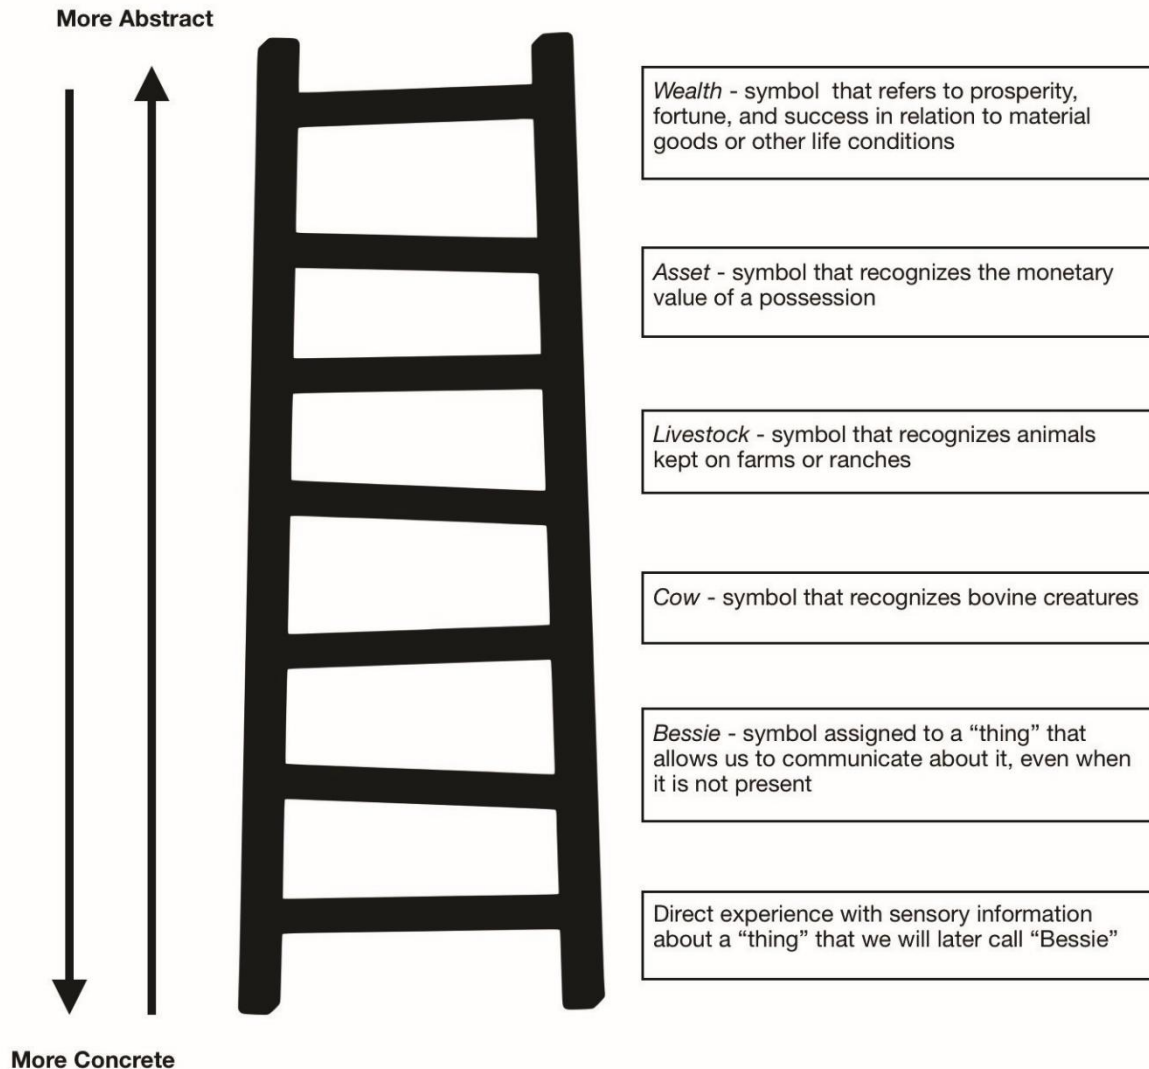 More Abstract
Wealth - symbol  that refers to prosperity,
fortune, and success in relation to material
goods or other life conditions
Asset - symbol that recognizes the monetary
value of a possession
Livestock - symbol that recognizes animals
kept on farms or ranches
Cow - symbol that recognizes bovine creatures
Bessie - symbol assigned to a “thing” that
allows us to communicate about it, even when
it is not present
Direct experience with sensory information
about a “thing” that we will later call “Bessie”
More Concrete